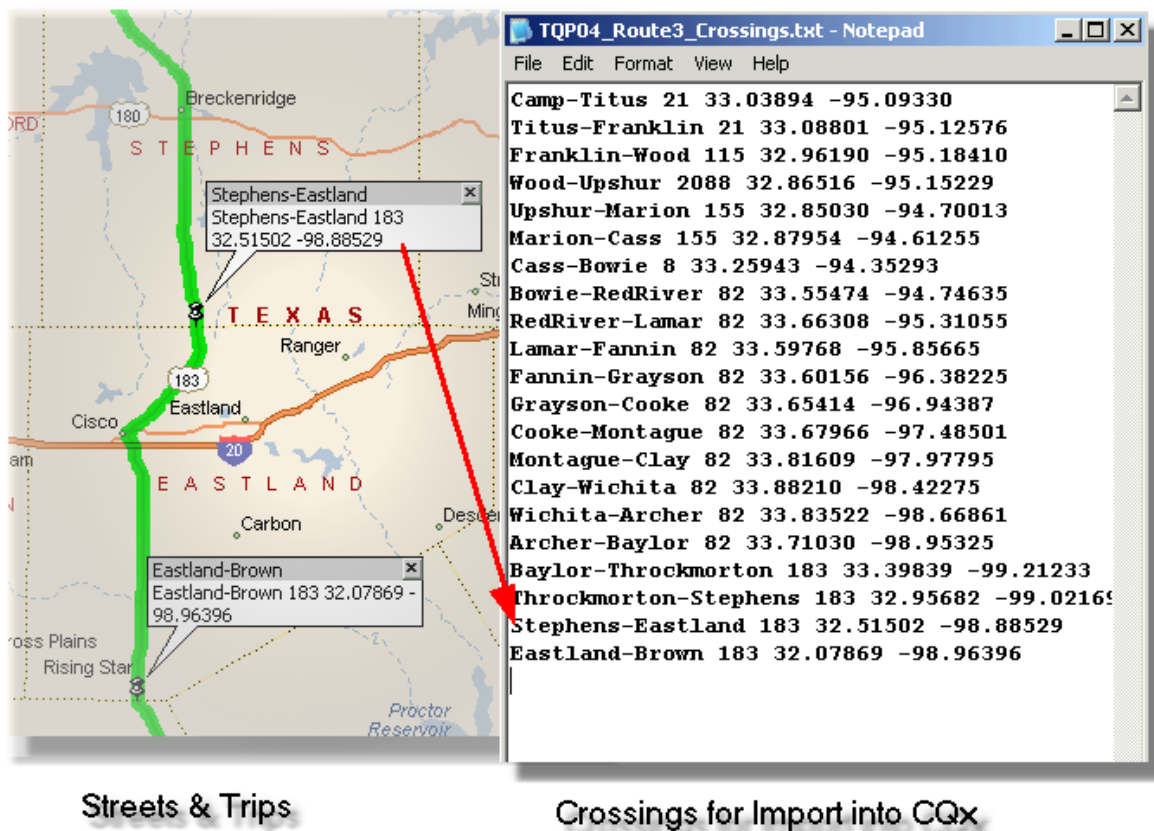 Breckenridge
180
ORD
STEPHENS
Stephens-Eastland
Stephens-Eastland 183
32.51502 -98.88529
TEXAS
Ranger
183
Eastland
Cisco
20
EASTLAND
Carbon
Eastland-Brown
Eastland-Brown 183 32.07869 -
98.96396
ross Plains
Rising Star
Proctor
Reservoir
TQP04_Route3_Crossings.txt - Notepad
File Edit Format View Help
Camp-Titus 21 33.03894 -95.09330
Titus-Franklin 21 33.08801 -95.12576
Franklin-Wood 115 32.96190 -95.18410
Wood-Upshur 2088 32.86516 -95.15229
Upshur-Marion 155 32.85030 -94.70013
Marion-Cass 155 32.87954 -94.61255
Cass-Bowie 8 33.25943 -94.35293
Bowie-RedRiver 82 33.55474 -94.74635
RedRiver-Lamar 82 33.66308 -95.31055
Lamar-Fannin 82 33.59768 -95.85665
Fannin-Grayson 82 33.60156 -96.38225
Grayson-Cooke 82 33.65414 -96.94387
Cooke-Montague 82 33.67966 -97.48501
Montague-Clay 82 33.81609 -97.97795
Clay-Wichita 82 33.88210 -98.42275
Wichita-Archer 82 33.83522 -98.66861
Archer-Baylor 82 33.71030 -98.95325
Baylor-Throckmorton 183 33.39839 -99.21233
Throckmorton-Stephens 183 32.95682 -99.02169
Stephens-Eastland 183 32.51502 -98.88529
Eastland-Brown 183 32.07869 -98.96396
Streets & Trips
Crossings for Import into CQx